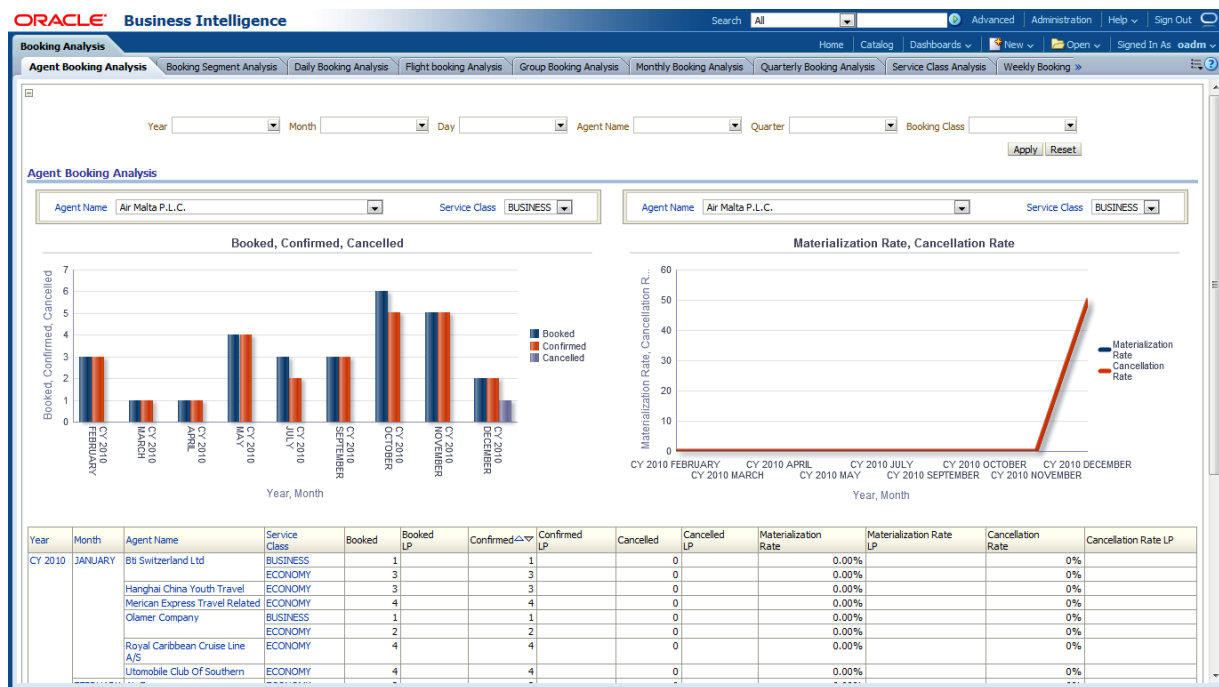 ORACLE Business Intelligence
Search All Advanced Administration Help Sign Out
Booking Analysis
Home Catalog Dashboards New Open Signed In As oadm
Agent Booking Analysis Booking Segment Analysis Daily Booking Analysis Flight booking Analysis Group Booking Analysis Monthly Booking Analysis Quarterly Booking Analysis Service Class Analysis Weekly Booking »
Year Month Day Agent Name Quarter Booking Class
Apply Reset
Agent Booking Analysis
Agent Name Air Malta P.L.C. Service Class BUSINESS
Agent Name Air Malta P.L.C. Service Class BUSINESS
Booked, Confirmed, Cancelled
Booked, Confirmed, Cancelled
7
6
5
4
3
2
1
0
Booked
Confirmed
Cancelled
CY 2010 FEBRUARY
CY 2010 MARCH
CY 2010 APRIL
CY 2010 MAY
CY 2010 JULY
CY 2010 SEPTEMBER
CY 2010 OCTOBER
CY 2010 NOVEMBER
CY 2010 DECEMBER
Year, Month
Materialization Rate, Cancellation Rate
Materialization Rate, Cancellation R...
60
50
40
30
20
10
0
Materialization Rate
Cancellation Rate
CY 2010 FEBRUARY CY 2010 APRIL CY 2010 JULY CY 2010 OCTOBER CY 2010 DECEMBER
CY 2010 MARCH CY 2010 MAY CY 2010 SEPTEMBER CY 2010 NOVEMBER
Year, Month
Year Month Agent Name Service Class Booked Booked LP Confirmed Confirmed LP Cancelled Cancelled LP Materialization Rate Materialization Rate LP Cancellation Rate Cancellation Rate LP
CY 2010 JANUARY Bti Switzerland Ltd BUSINESS 1 1 0 0.00% 0%
ECONOMY 3 3 0 0.00% 0%
Hanghai China Youth Travel ECONOMY 3 3 0 0.00% 0%
Merican Express Travel Related ECONOMY 4 4 0 0.00% 0%
Olamer Company BUSINESS 1 1 0 0.00% 0%
ECONOMY 2 2 0 0.00% 0%
Royal Caribbean Cruise Line A/S ECONOMY 4 4 0 0.00% 0%
Utomobile Club Of Southern ECONOMY 4 4 0 0.00% 0%